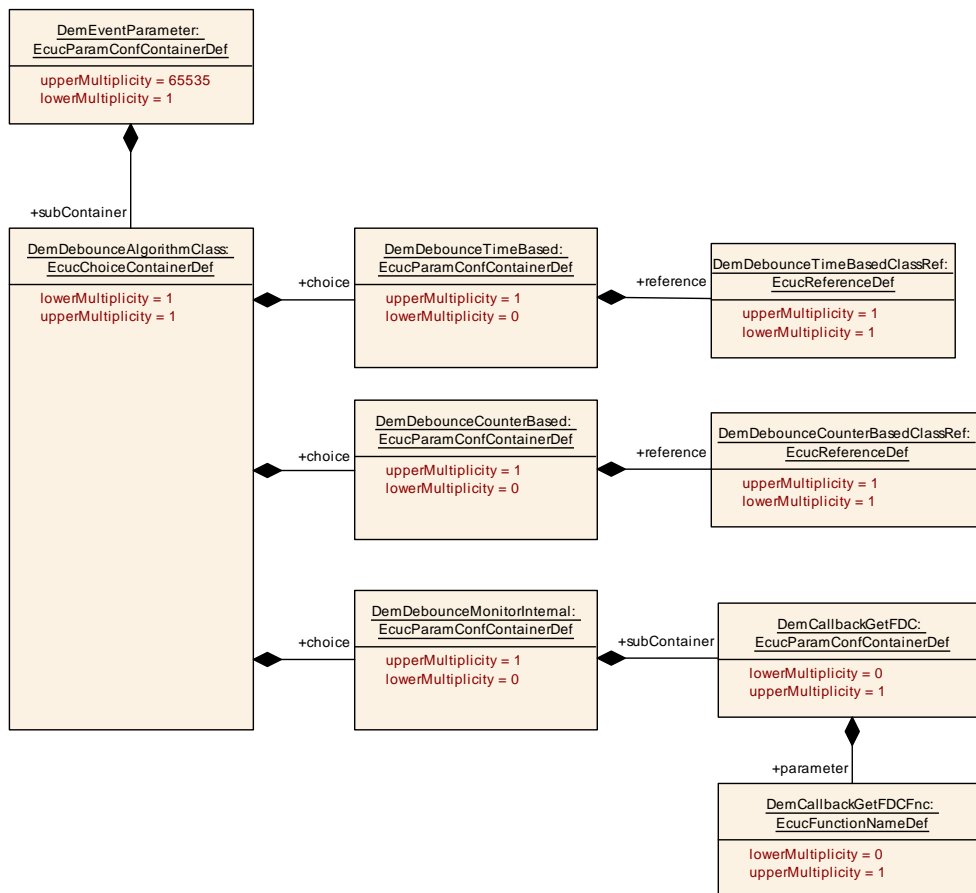 DemEventParameter:
EcucParamConfContainerDef
upperMultiplicity = 65535
lowerMultiplicity = 1
+subContainer
DemDebounceAlgorithmClass:
EcucChoiceContainerDef
lowerMultiplicity = 1
upperMultiplicity = 1
+choice
DemDebounceTimeBased:
EcucParamConfContainerDef
upperMultiplicity = 1
lowerMultiplicity = 0
+reference
DemDebounceTimeBasedClassRef:
EcucReferenceDef
upperMultiplicity = 1
lowerMultiplicity = 1
+choice
DemDebounceCounterBased:
EcucParamConfContainerDef
upperMultiplicity = 1
lowerMultiplicity = 0
+reference
DemDebounceCounterBasedClassRef:
EcucReferenceDef
upperMultiplicity = 1
lowerMultiplicity = 1
+choice
DemDebounceMonitorInternal:
EcucParamConfContainerDef
upperMultiplicity = 1
lowerMultiplicity = 0
+subContainer
DemCallbackGetFDC:
EcucParamConfContainerDef
lowerMultiplicity = 0
upperMultiplicity = 1
+parameter
DemCallbackGetFDCFnc:
EcucFunctionNameDef
lowerMultiplicity = 0
upperMultiplicity = 1